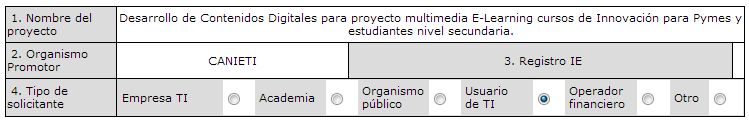 1. Nombre del
proyecto
Desarrollo de Contenidos Digitales para proyecto multimedia E-Learning cursos de Innovación para Pymes y
estudiantes nivel secundaria.
2. Organismo
Promotor
CANIETI
3. Registro IE
4. Tipo de
solicitante
Empresa TI
Academia
Organismo
público
Usuario
de TI
Operador
financiero
Otro